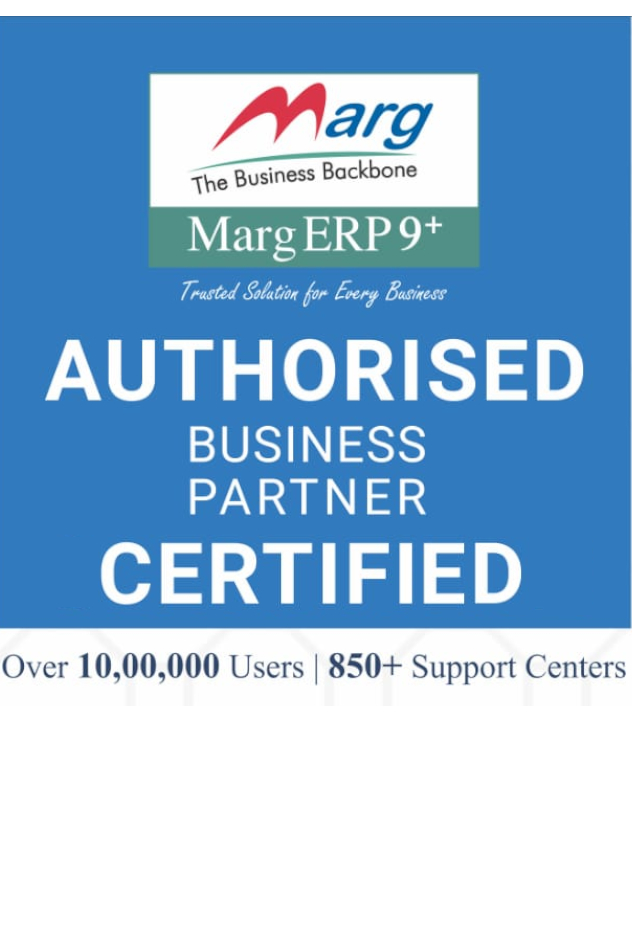 Marg
The Business Backbone
Marg ERP 9+
Trusted Solution for Every Business
AUTHORISED
BUSINESS
PARTNER
CERTIFIED
Over 10,00,000 Users | 850+ Support Centers